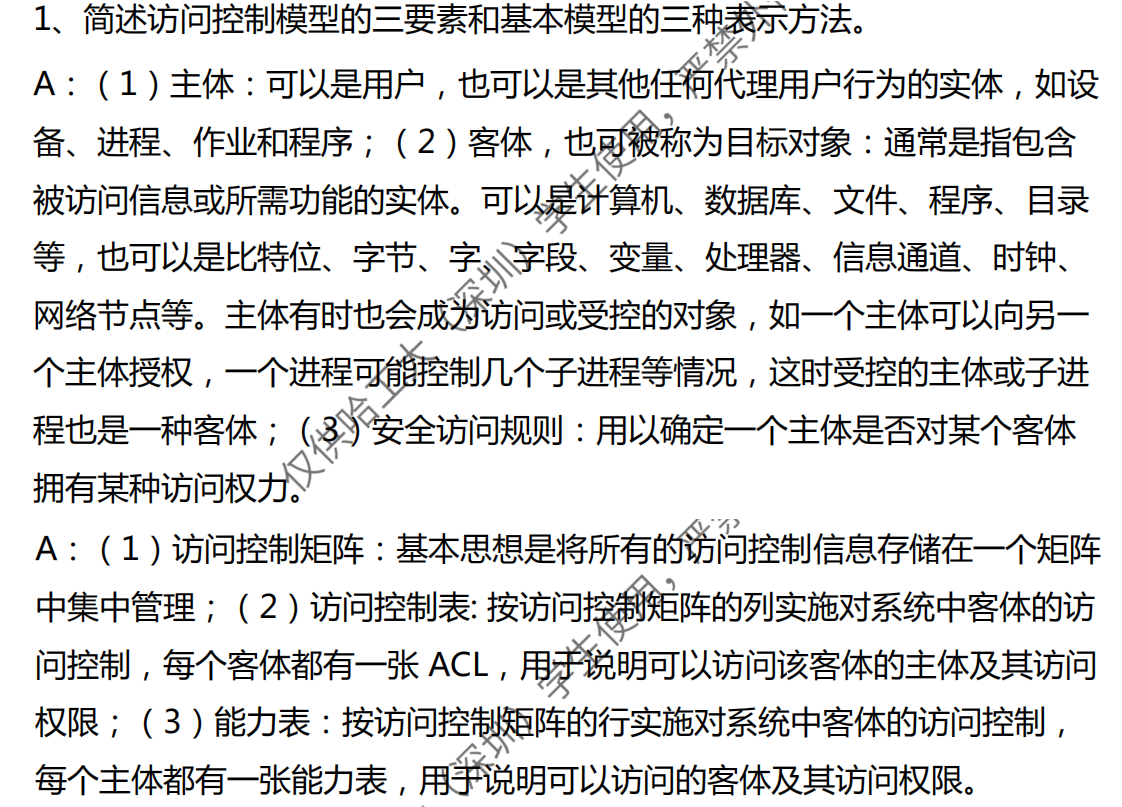 1、简述访问控制模型的三要素和基本模型的三种表示方法。
A：（1）主体：可以是用户，也可以是其他任何代理用户行为的实体，如设
备、进程、作业和程序；（2）客体，也可被称为目标对象：通常是指包含
被访问信息或所需功能的实体。可以是计算机、数据库、文件、程序、目录
等，也可以是比特位、字节、字、字段、变量、处理器、信息通道、时钟、
网络节点等。主体有时也会成为访问或受控的对象，如一个主体可以向另一
个主体授权，一个进程可能控制几个子进程等情况，这时受控的主体或子进
程也是一种客体；（3）安全访问规则：用以确定一个主体是否对某个客体
拥有某种访问权力。
A：（1）访问控制矩阵：基本思想是将所有的访问控制信息存储在一个矩阵
中集中管理；（2）访问控制表: 按访问控制矩阵的列实施对系统中客体的访
问控制，每个客体都有一张 ACL，用于说明可以访问该客体的主体及其访问
权限；（3）能力表：按访问控制矩阵的行实施对系统中客体的访问控制，
每个主体都有一张能力表，用于说明可以访问的客体及其访问权限。
仅供哈工大（深圳）学生使用，严禁外
（深圳）学生使用，严禁